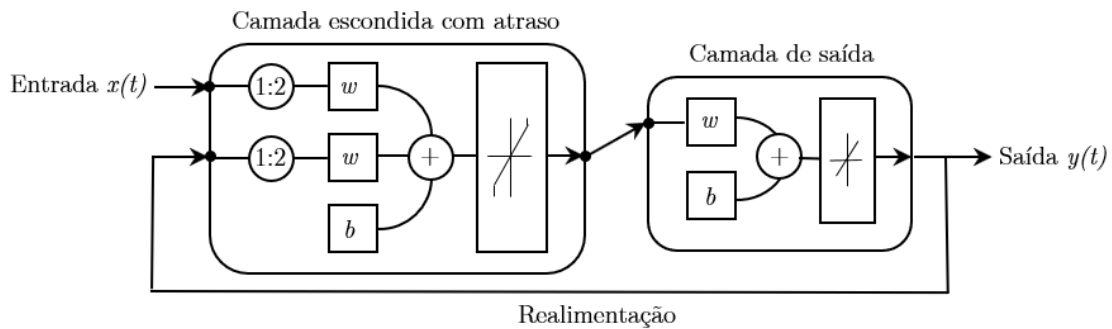 Camada escondida com atraso
Camada de saída
Entrada x(t)
1:2
w
1:2
w
+
b
w
+
b
Saída y(t)
Realimentação